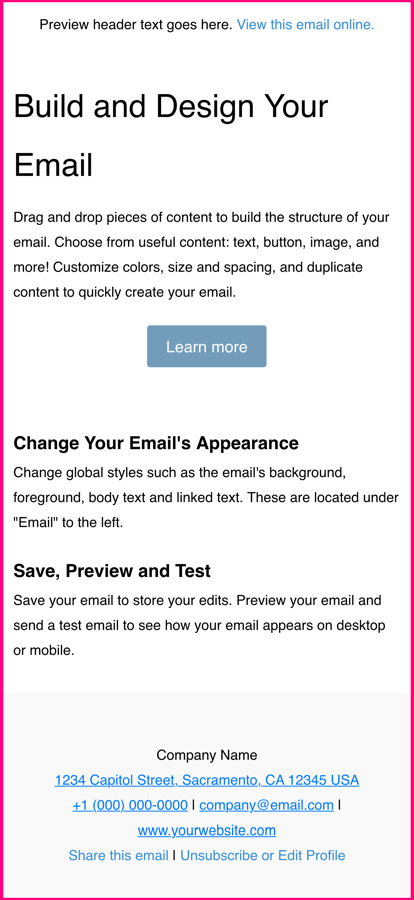 Preview header text goes here. View this email online.
Build and Design Your
Email
Drag and drop pieces of content to build the structure of your
email. Choose from useful content: text, button, image, and
more! Customize colors, size and spacing, and duplicate
content to quickly create your email.
Learn more
Change Your Email's Appearance
Change global styles such as the email's background,
foreground, body text and linked text. These are located under
"Email" to the left.
Save, Preview and Test
Save your email to store your edits. Preview your email and
send a test email to see how your email appears on desktop
or mobile.
Company Name
1234 Capitol Street, Sacramento, CA 12345 USA
+1 (000) 000-0000 | company@email.com |
www.yourwebsite.com
Share this email | Unsubscribe or Edit Profile